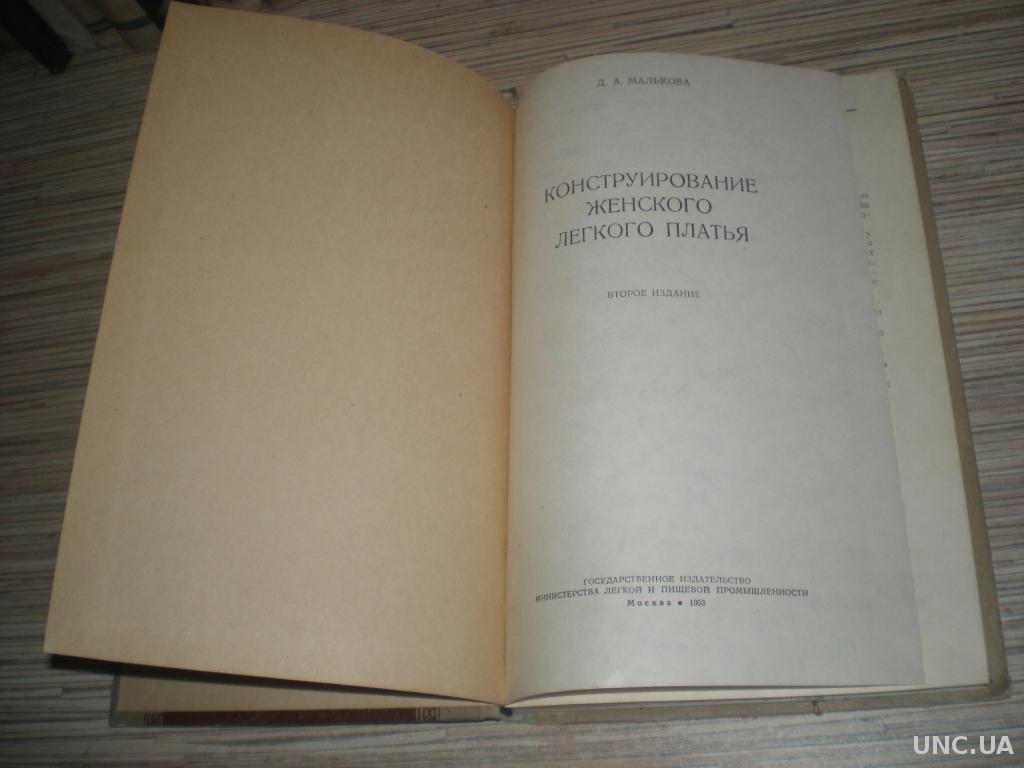 Д. А. МАЛЬКОВА
КОНСТРУИРОВАНИЕ
ЖЕНСКОГО
ЛЕГКОГО ПЛАТЬЯ
ВТОРОЕ ИЗДАНИЕ
ГОСУДАРСТВЕННОЕ ИЗДАТЕЛЬСТВО
МИНИСТЕРСТВА ЛЕГКОЙ И ПИЩЕВОЙ ПРОМЫШЛЕННОСТИ
Москва • 1953
UNC.UA